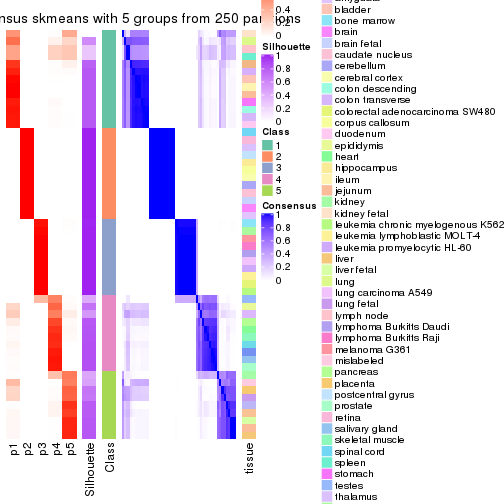 nsus skmeans with 5 groups from 250 par
ons
0.4
0.2
0
Silhouette
1
0.8
0.6
0.4
0.2
0
Class
1
2
3
4
5
Consensus
1
0.8
0.6
0.4
0.2
0
bladder
bone marrow
brain
brain fetal
caudate nucleus
cerebellum
cerebral cortex
colon descending
colon transverse
colorectal adenocarcinoma SW480
corpus callosum
duodenum
epididymis
heart
hippocampus
ileum
jejunum
kidney
kidney fetal
leukemia chronic myelogenous K562
leukemia lymphoblastic MOLT-4
leukemia promyelocytic HL-60
liver
liver fetal
lung
lung carcinoma A549
lung fetal
lymph node
lymphoma Burkitts Daudi
lymphoma Burkitts Raji
melanoma G361
mislabeled
pancreas
placenta
postcentral gyrus
prostate
retina
salivary gland
skeletal muscle
spinal cord
spleen
stomach
testes
thalamus
p1
p2
p3
p4
p5
Silhouette
Class
tissue